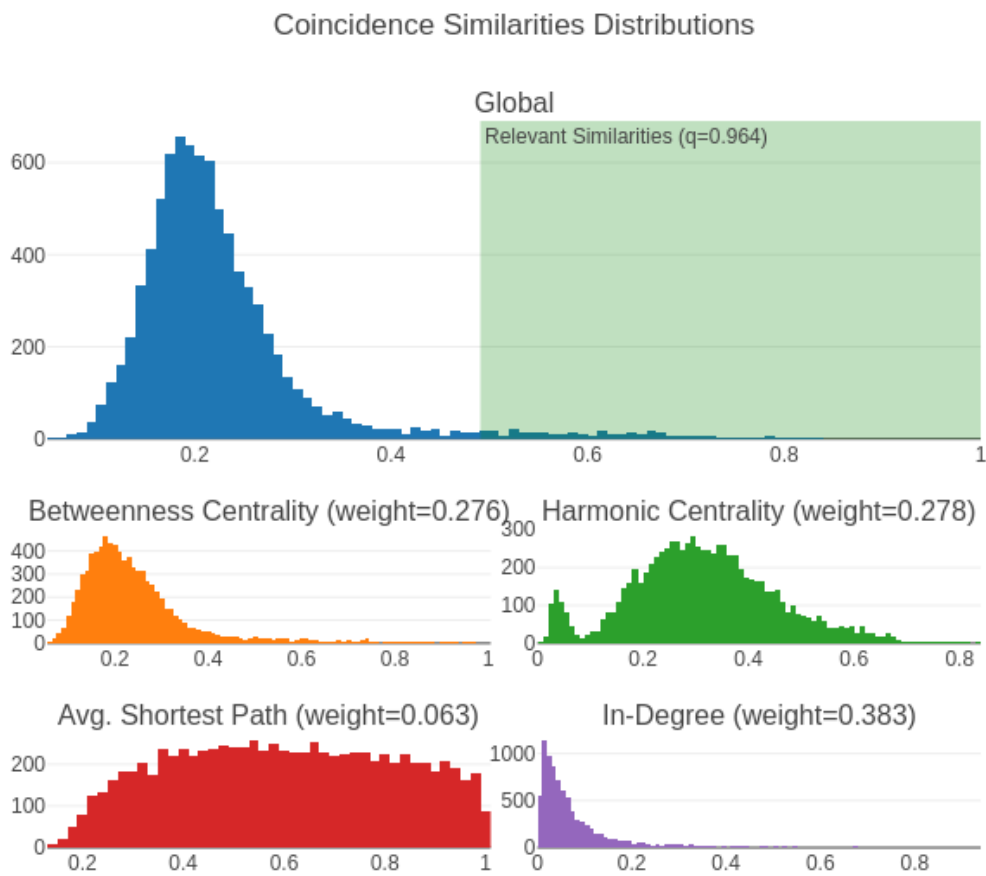 Coincidence Similarities Distributions
Global
Relevant Similarities (q=0.964)
600
400
200
0
0.2 0.4 0.6 0.8 1
Betweenness Centrality (weight=0.276)
400
300
200
100
0
0.2 0.4 0.6 0.8 1
Harmonic Centrality (weight=0.278)
300
200
100
0
0 0.2 0.4 0.6 0.8
Avg. Shortest Path (weight=0.063)
200
100
0
0.2 0.4 0.6 0.8 1
In-Degree (weight=0.383)
1000
500
0
0 0.2 0.4 0.6 0.8